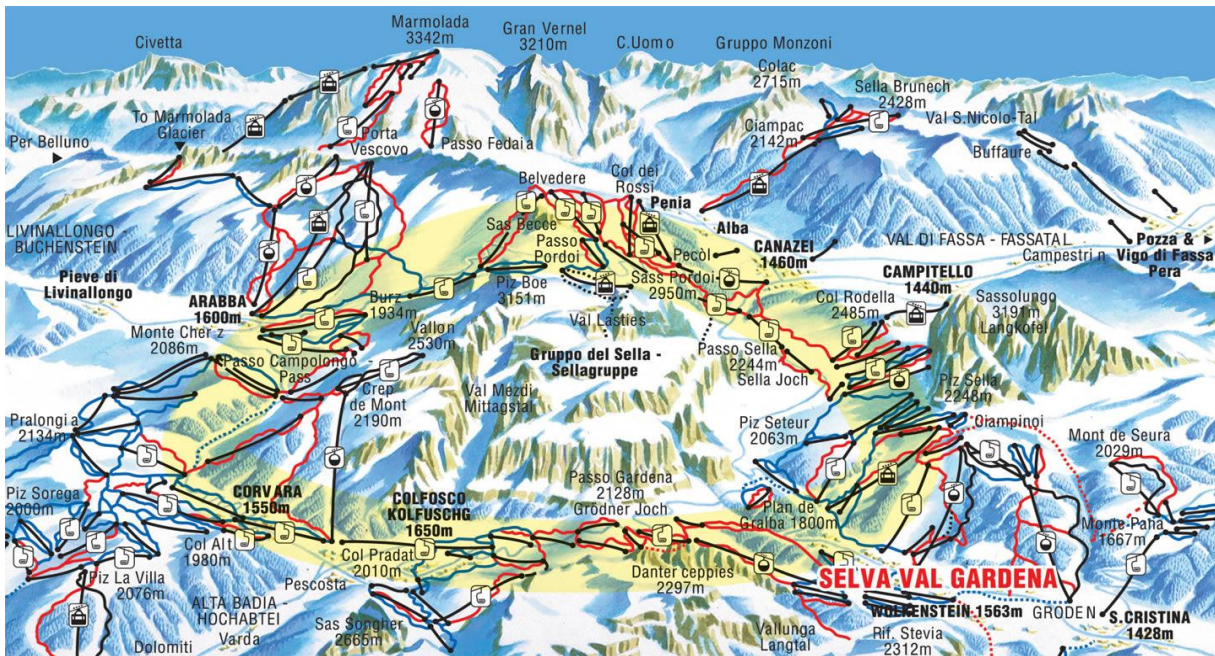 Marmolada
3342m
Gran Vernel
3210m
C.Uomo
Gruppo Monzoni
Civetta
Colac
2715m
Sella Brunech
2428m
To Marmolada
Glacier
Per Belluno
Porta
Vescovo
Passo Fedaia
Ciampac
2142m
Val S.Nicolo-Tal
Buffaure
Belvedere
Col dei
Rossi
Penia
Alba
LIVINALLONGO -
BUCHENSTEIN
Sas Becce
Passo
Pordoi
Pecòl
CANAZEI
1460m
VAL DI FASSA - FASSATAL
Campestrin
Pozza &
Vigo di Fassa
Pera
Pieve di
Livinallongo
ARABBA
1600m
Burz
1934m
Piz Boe
3151m
Sass Pordoi
2950m
CAMPITELLO
1440m
Col Rodella
2485m
Sassolungo
3191m
Langkofel
Val Lasties
Monte Cherz
2086m
Vallon
2530m
Passo Campolongo -
Pass
Gruppo del Sella -
Sellagruppe
Passo Sella
2244m
Sella Joch
Crep
de Mont
2190m
Val Mezdi
Mittagstal
Piz Sella
2248m
Pralongia
2134m
Piz Seteur
2063m
Ciampinoi
Mont de Seura
2029m
Passo Gardena
2128m
Grödner Joch
Piz Sorega
2000m
CORVARA
1550m
COLFOSCO
KOLFUSCHG
1650m
Plan de
Gralba 1800m
Monte Pana
1667m
Col Alt
1980m
Col Pradat
2010m
Piz La Villa
2076m
Pescosta
Danter ceppies
2297m
SELVA VAL GARDENA
WOLKENSTEIN 1563m
GRÖDEN
S.CRISTINA
1428m
ALTA BADIA -
HOCHABTEI
Varda
Dolomiti
Sas Songher
2665m
Vallunga
Langtal
Rif. Stevia
2312m